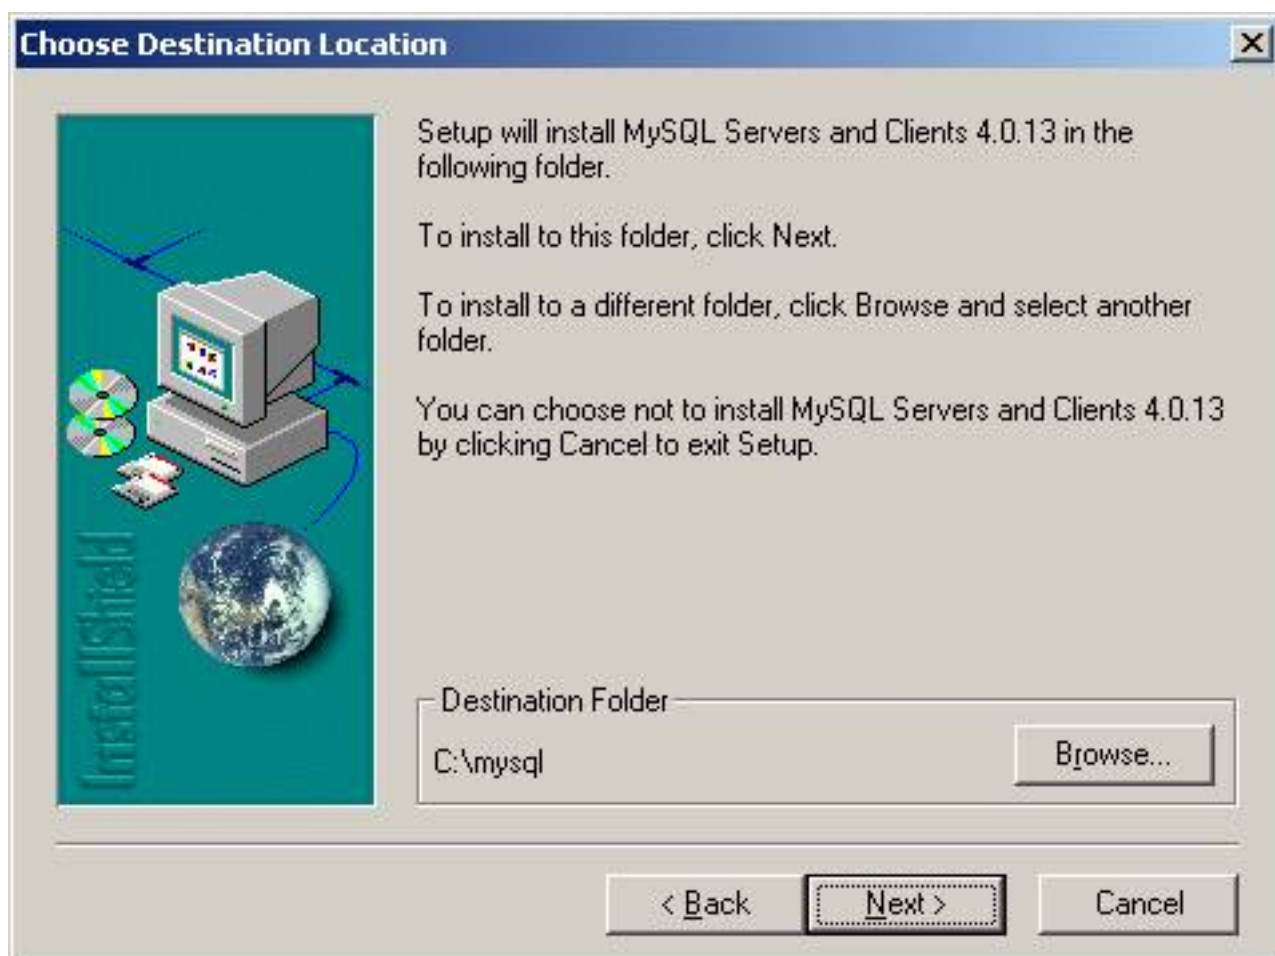 Choose Destination Location
Setup will install MySQL Servers and Clients 4.0.13 in the
following folder.
To install to this folder, click Next.
To install to a different folder, click Browse and select another
folder.
You can choose not to install MySQL Servers and Clients 4.0.13
by clicking Cancel to exit Setup.
InstallShield
Destination Folder
C:\mysql
Browse...
< Back
Next >
Cancel